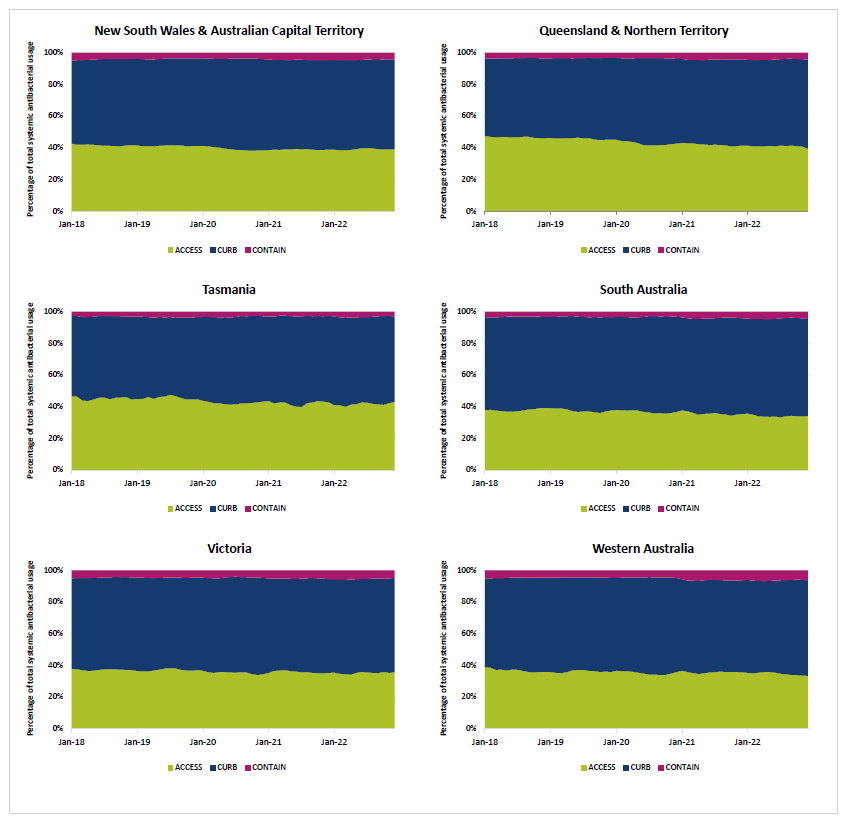 New South Wales & Australian Capital Territory
Percentage of total systemic antibacterial usage
100%
80%
60%
40%
20%
0%
Jan-18 Jan-19 Jan-20 Jan-21 Jan-22
ACCESS CURB CONTAIN
Queensland & Northern Territory
Percentage of total systemic antibacterial usage
100%
80%
60%
40%
20%
0%
Jan-18 Jan-19 Jan-20 Jan-21 Jan-22
ACCESS CURB CONTAIN
Tasmania
Percentage of total systemic antibacterial usage
100%
80%
60%
40%
20%
0%
Jan-18 Jan-19 Jan-20 Jan-21 Jan-22
ACCESS CURB CONTAIN
South Australia
Percentage of total systemic antibacterial usage
100%
80%
60%
40%
20%
0%
Jan-18 Jan-19 Jan-20 Jan-21 Jan-22
ACCESS CURB CONTAIN
Victoria
Percentage of total systemic antibacterial usage
100%
80%
60%
40%
20%
0%
Jan-18 Jan-19 Jan-20 Jan-21 Jan-22
ACCESS CURB CONTAIN
Western Australia
Percentage of total systemic antibacterial usage
100%
80%
60%
40%
20%
0%
Jan-18 Jan-19 Jan-20 Jan-21 Jan-22
ACCESS CURB CONTAIN